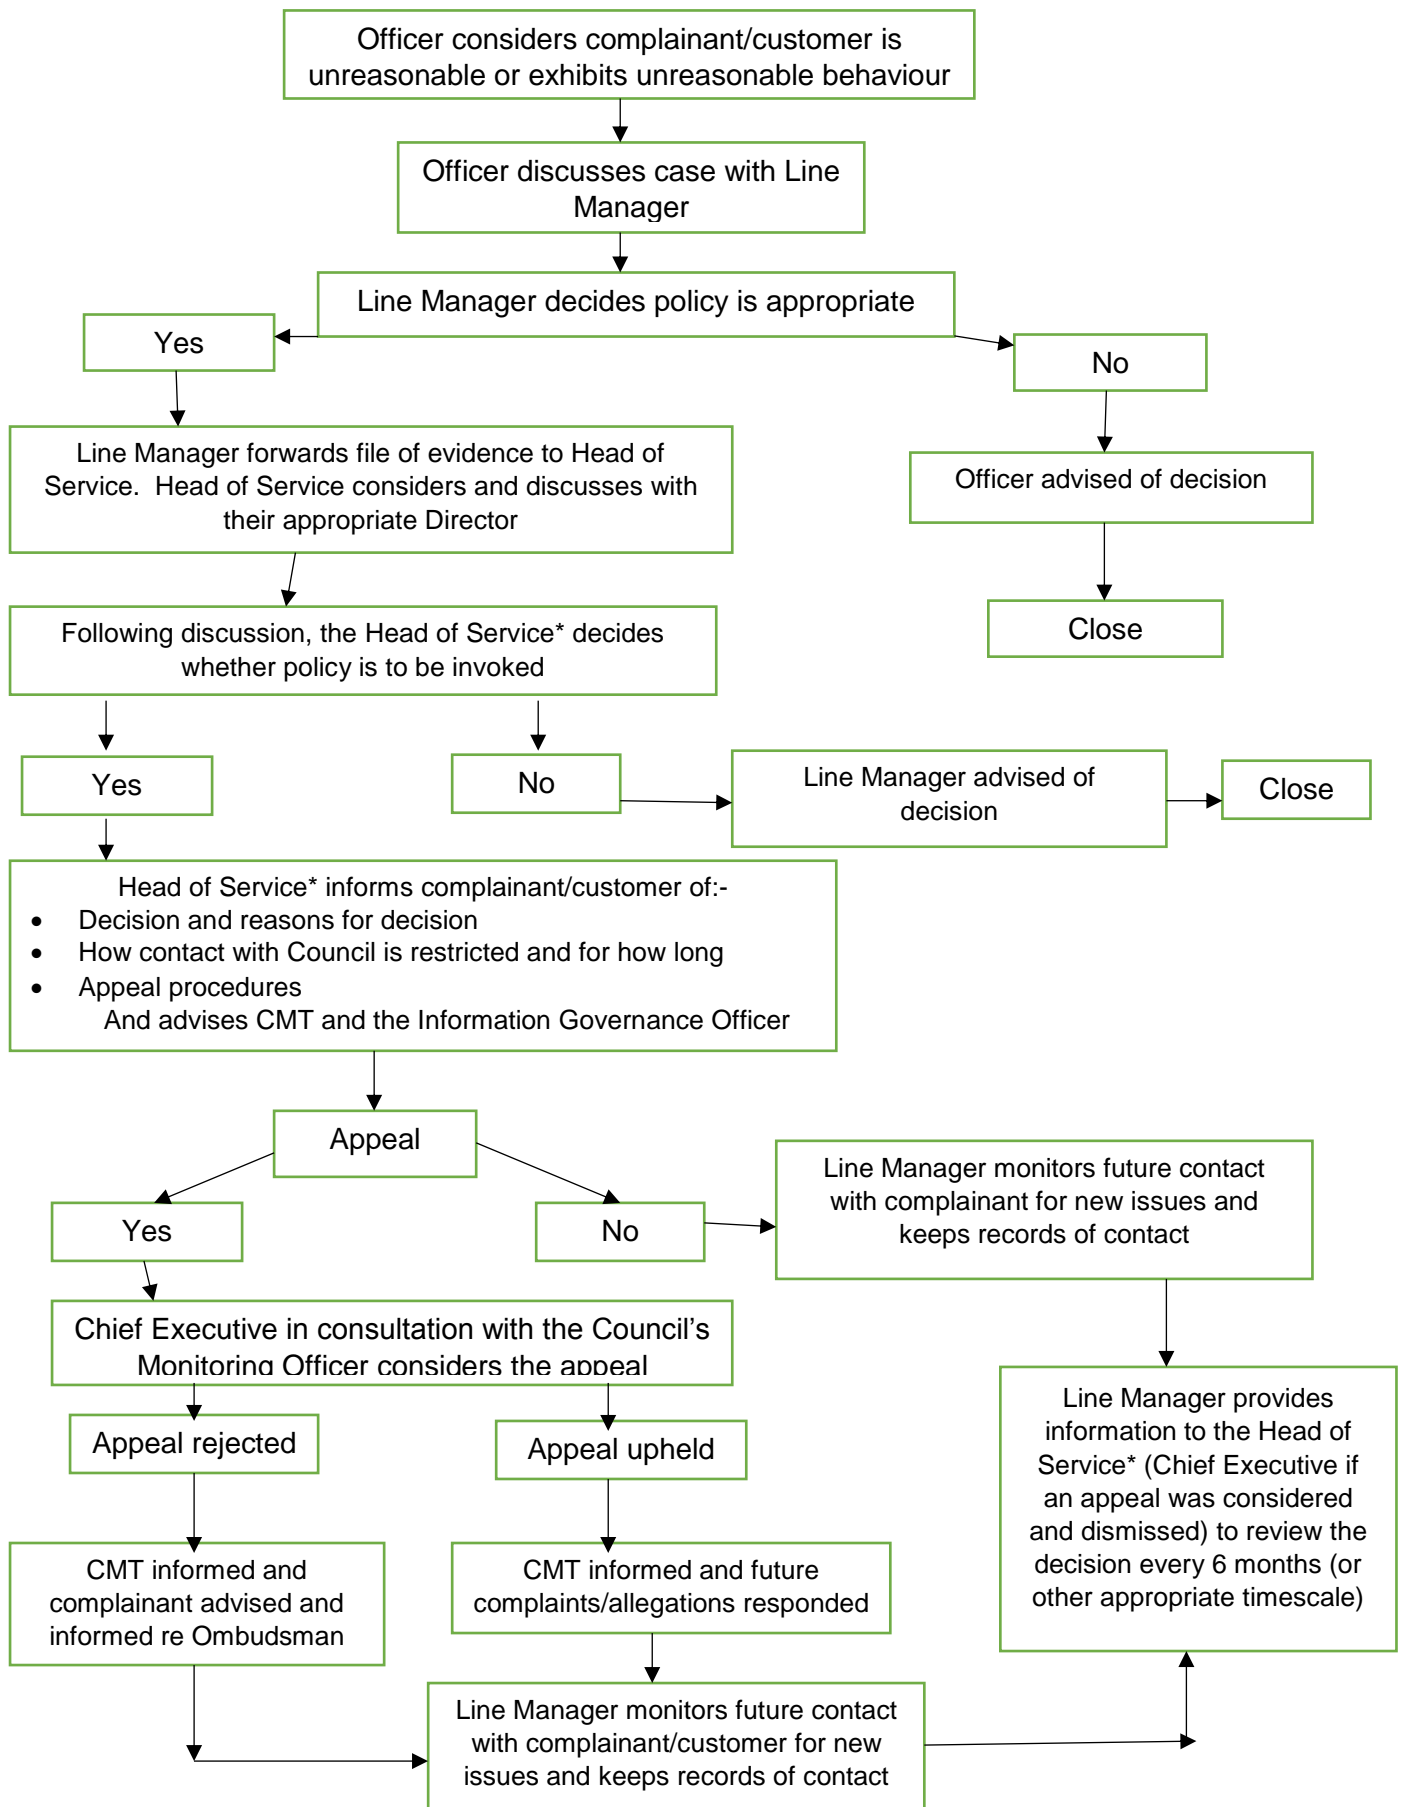 Officer considers complainant/customer is
unreasonable or exhibits unreasonable behaviour
Officer discusses case with Line
Manager
Line Manager decides policy is appropriate
Yes
No
Line Manager forwards file of evidence to Head of
Service.  Head of Service considers and discusses with
their appropriate Director
Officer advised of decision
Close
Following discussion, the Head of Service* decides
whether policy is to be invoked
Yes
No
Line Manager advised of
decision
Close
Head of Service* informs complainant/customer of:-
• Decision and reasons for decision
• How contact with Council is restricted and for how long
• Appeal procedures
And advises CMT and the Information Governance Officer
Appeal
Yes
No
Line Manager monitors future contact
with complainant for new issues and
keeps records of contact
Chief Executive in consultation with the Council’s
Monitoring Officer considers the appeal
Appeal rejected
Appeal upheld
Line Manager provides
information to the Head of
Service* (Chief Executive if
an appeal was considered
and dismissed) to review the
decision every 6 months (or
other appropriate timescale)
CMT informed and
complainant advised and
informed re Ombudsman
CMT informed and future
complaints/allegations responded
Line Manager monitors future contact
with complainant/customer for new
issues and keeps records of contact